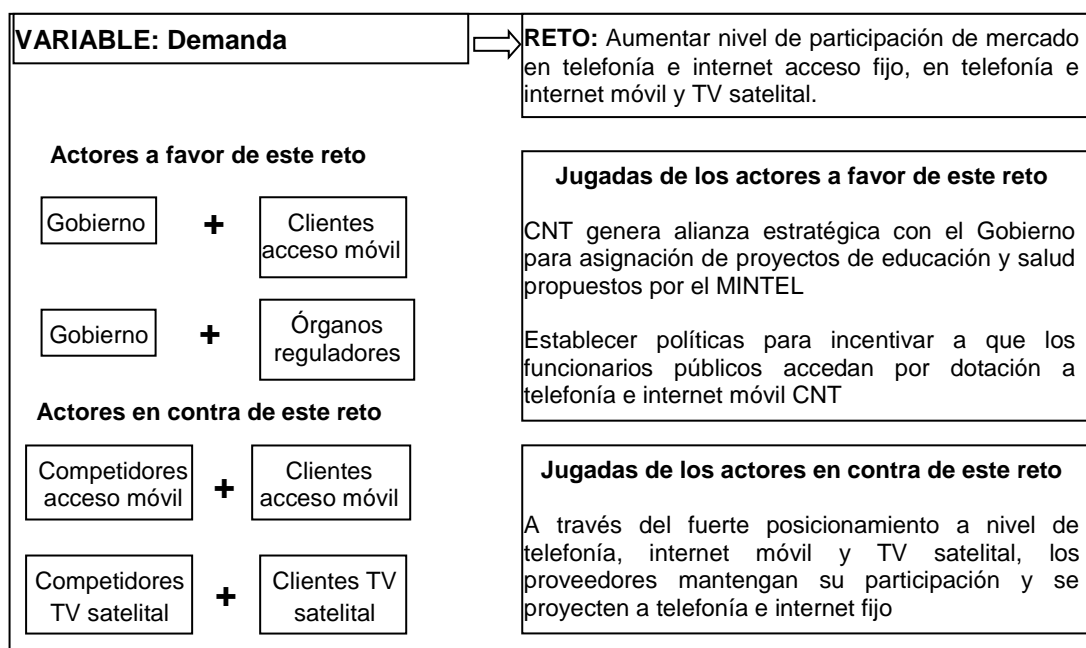 VARIABLE: Demanda
RETO: Aumentar nivel de participación de mercado
en telefonía e internet acceso fijo, en telefonía e
internet móvil y TV satelital.
Actores a favor de este reto
Gobierno
+
Clientes
acceso móvil
Gobierno
+
Órganos
reguladores
Jugadas de los actores a favor de este reto
CNT genera alianza estratégica con el Gobierno
para asignación de proyectos de educación y salud
propuestos por el MINTEL
Establecer políticas para incentivar a que los
funcionarios públicos accedan por dotación a
telefonía e internet móvil CNT
Actores en contra de este reto
Competidores
acceso móvil
+
Clientes
acceso móvil
Competidores
TV satelital
+
Clientes TV
satelital
Jugadas de los actores en contra de este reto
A través del fuerte posicionamiento a nivel de
telefonía, internet móvil y TV satelital, los
proveedores mantengan su participación y se
proyecten a telefonía e internet fijo